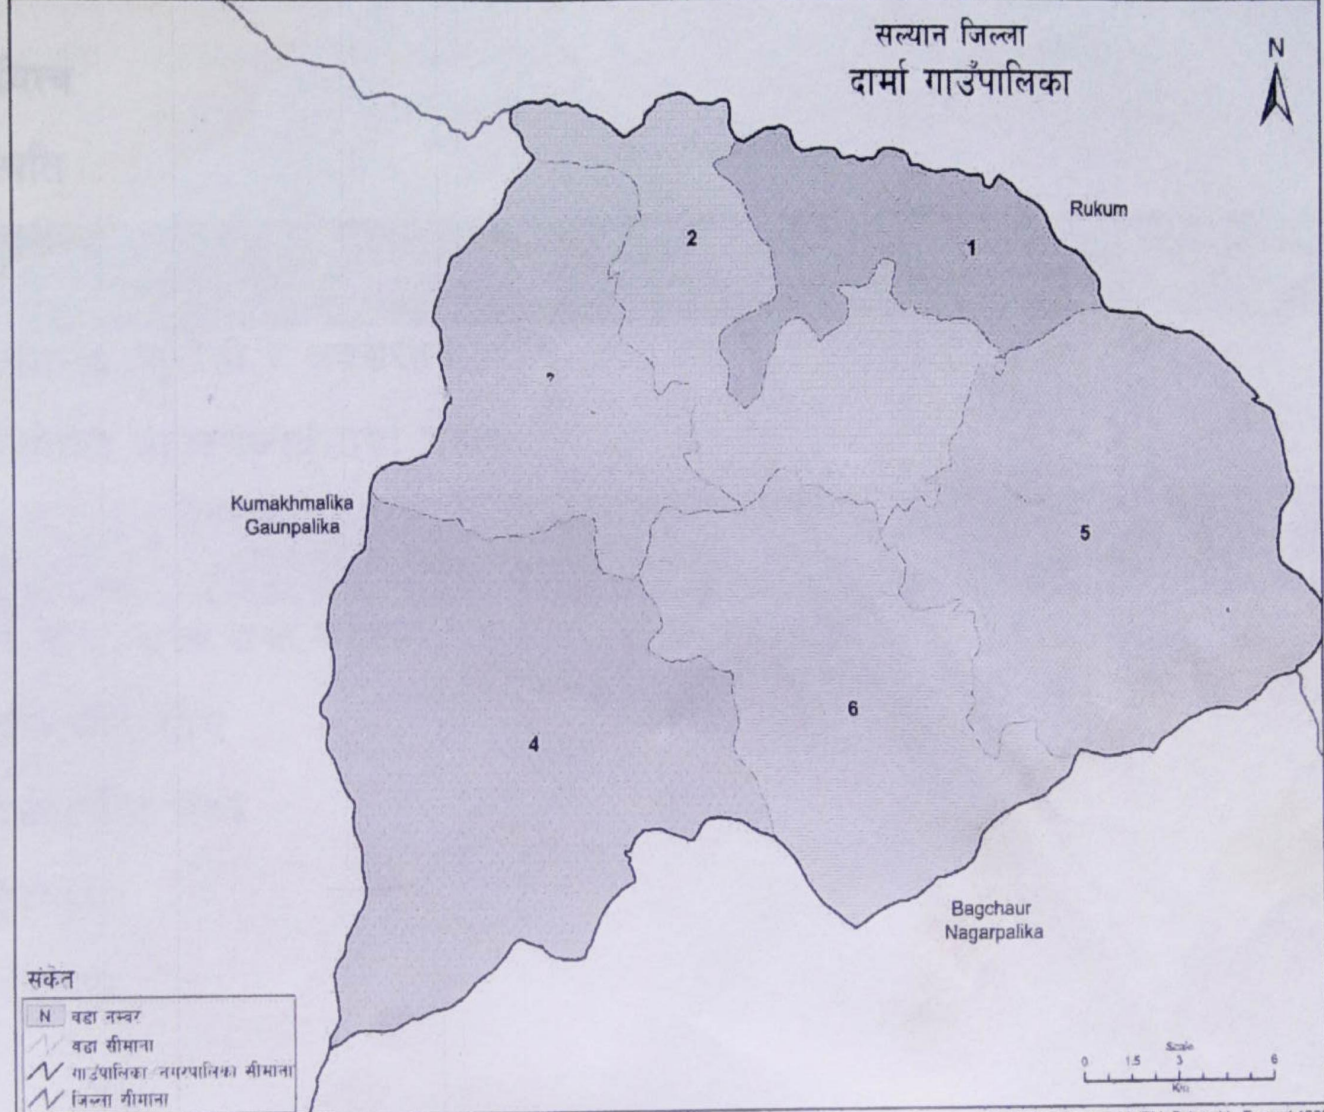 सल्यान जिल्ला
दार्मा गाउँपालिका
N
Rukum
2
1
Kumakhmalika
Gaunpalika
5
6
4
Bagchaur
Nagarpalika
संकेत
N वडा नम्बर
वडा सीमाना
गाउँपालिका नगरपालिका सीमाना
जिल्ला सीमाना
Scale
0 1.5 3 6
Km